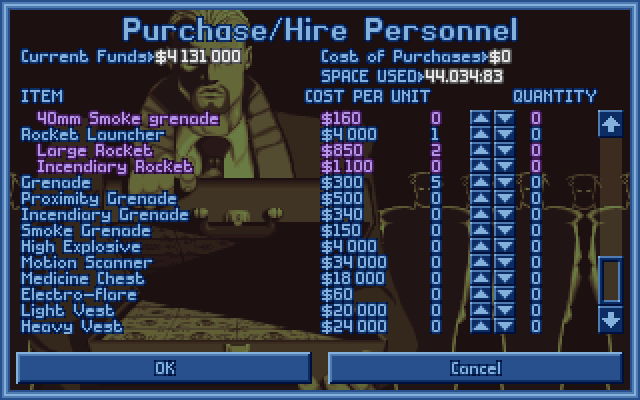 Purchase/Hire Personnel
Current Funds>$4 131 000 Cost of Purchases>$0
SPACE USED>44.034:83
ITEM COST PER UNIT QUANTITY
40mm Smoke grenade $160 0 0
Rocket Launcher $4 000 1 0
Large Rocket $850 2 0
Incendiary Rocket $1 100 0 0
Grenade $300 5 0
Proximity Grenade $500 0 0
Incendiary Grenade $340 0 0
Smoke Grenade $150 0 0
High Explosive $4 000 0 0
Motion Scanner $34 000 0 0
Medicine Chest $18 000 0 0
Electro-flare $60 0 0
Light Vest $20 000 0 0
Heavy Vest $24 000 0 0
OK Cancel